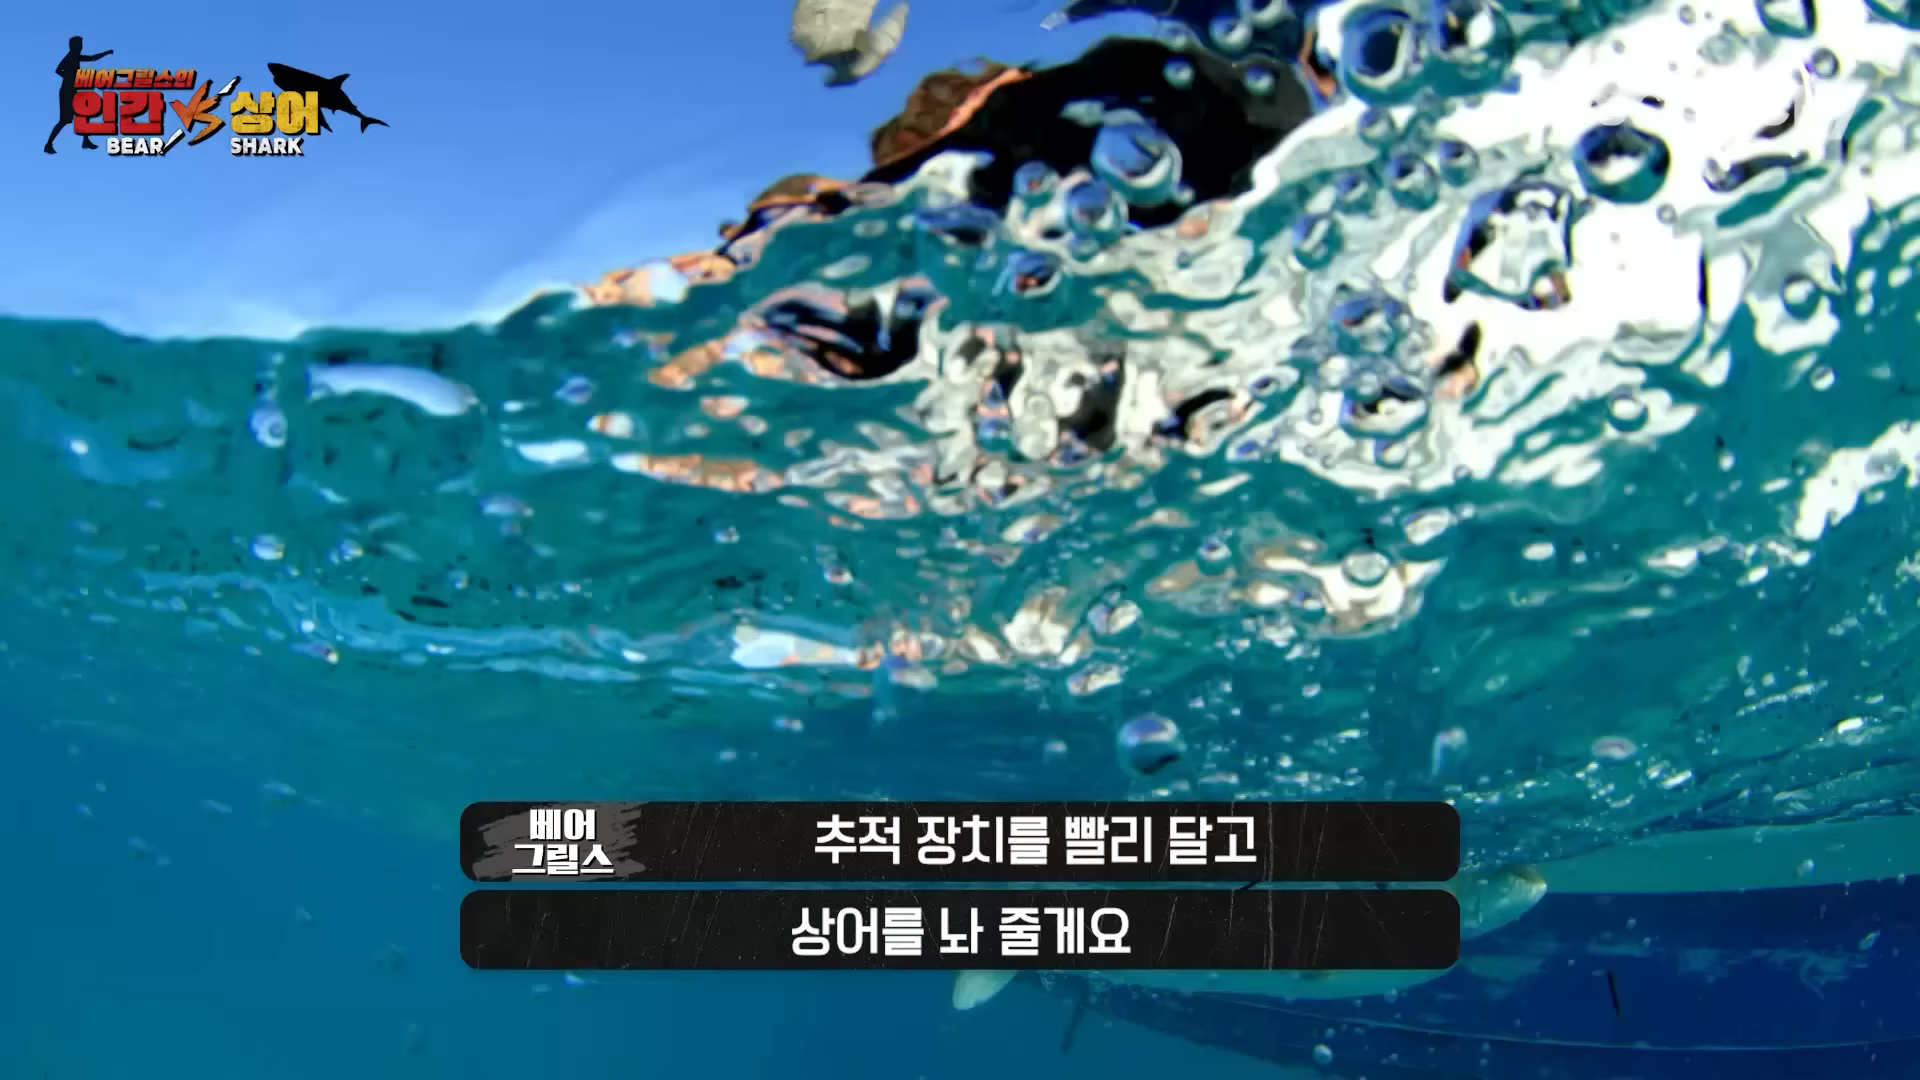 베어그릴스의
인간 VS 상어
BEAR SHARK
베어
그릴스
추적 장치를 빨리 달고
상어를 놔 줄게요